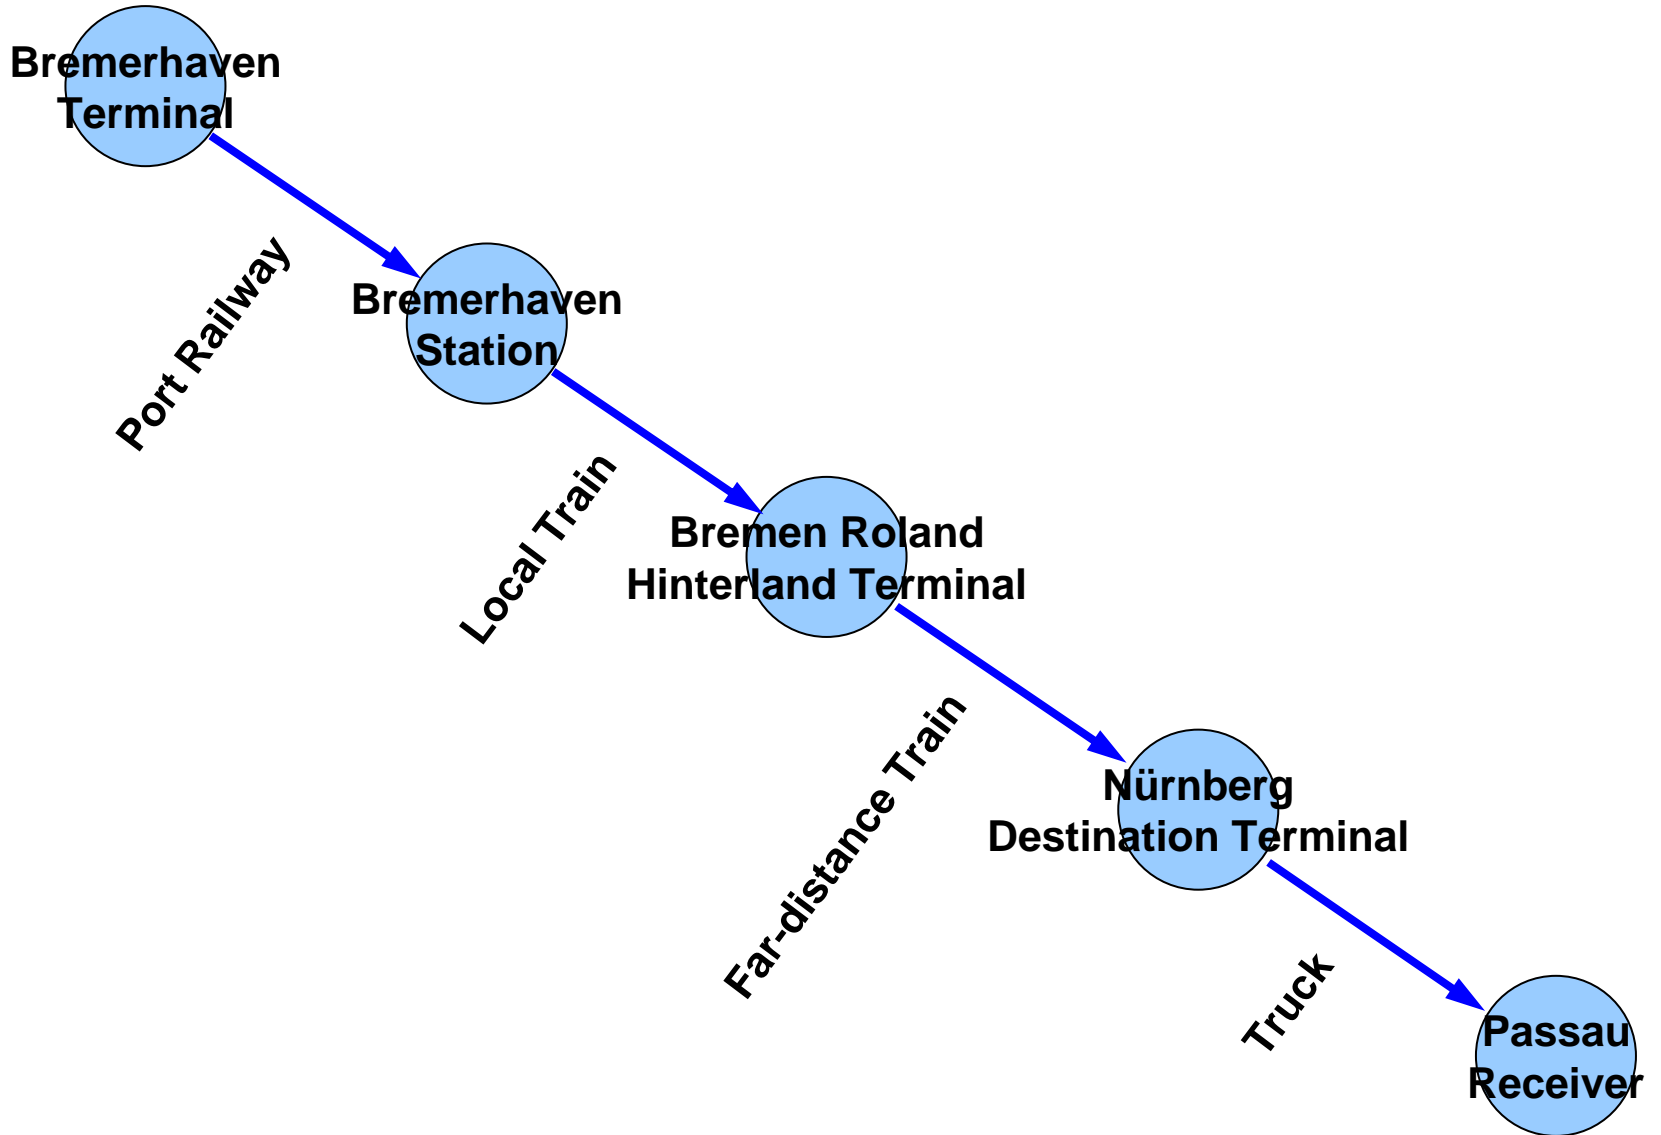 Bremerhaven
Terminal
Port Railway
Bremerhaven
Station
Local Train
Bremen Roland
Hinterland Terminal
Far-distance Train
Nürnberg
Destination Terminal
Truck
Passau
Receiver